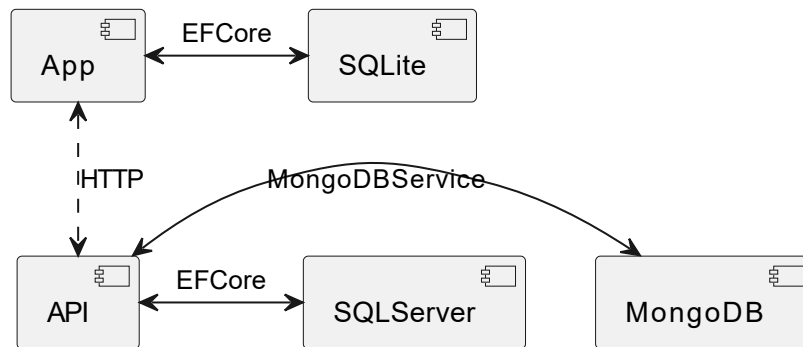 EFCore
App
SQLite
HTTP
MongoDBService
EFCore
API
SQLServer
MongoDB